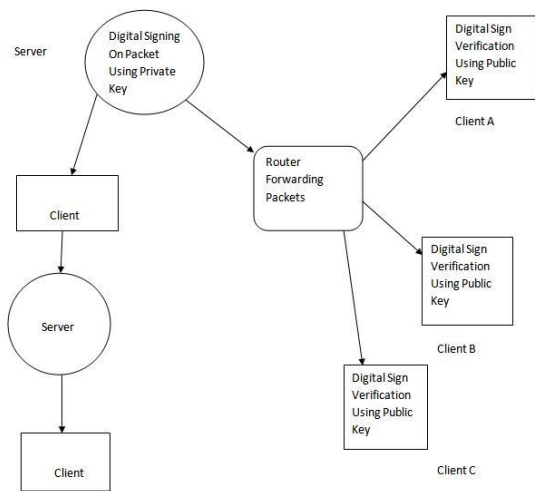 Server
Digital Signing
On Packet
Using Private
Key
Digital Sign
Verification
Using Public
Key
Client A
Router
Forwarding
Packets
Client
Digital Sign
Verification
Using Public
Key
Client B
Server
Digital Sign
Verification
Using Public
Key
Client C
Client